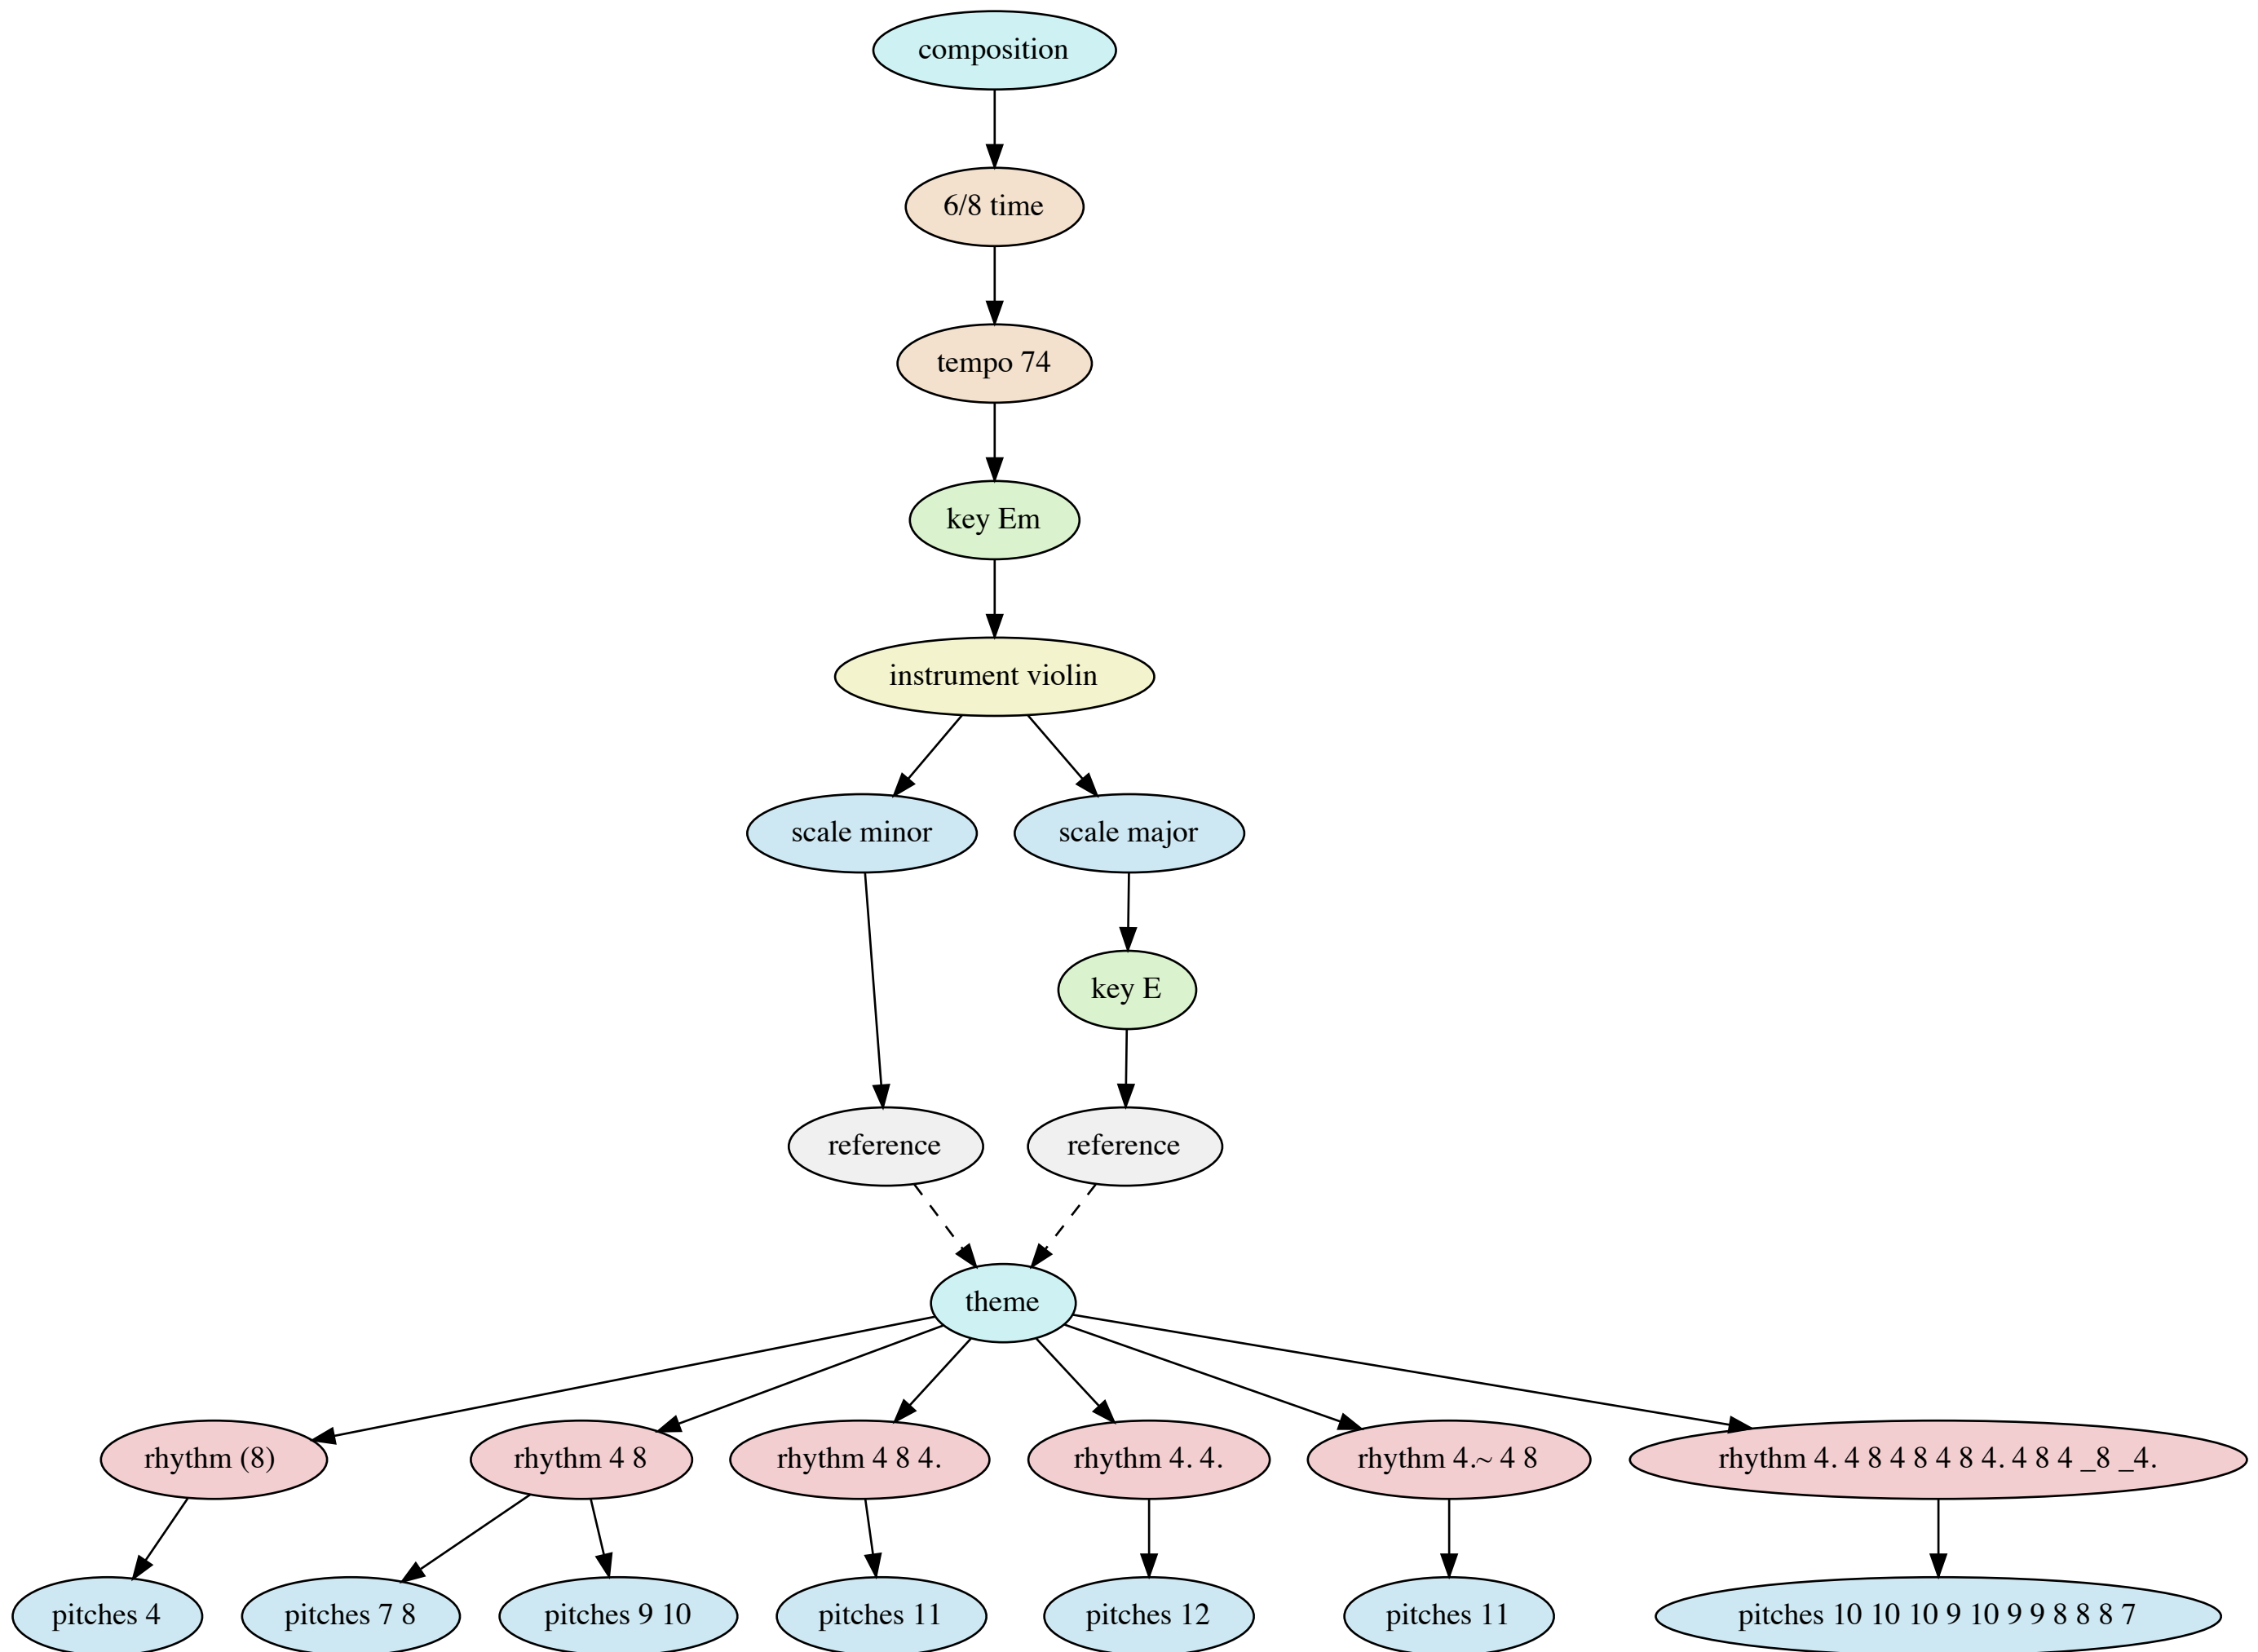 composition
6/8 time
tempo 74
key Em
instrument violin
scale minor
scale major
key E
reference
reference
theme
rhythm (8)
rhythm 4 8
rhythm 4 8 4.
rhythm 4. 4.
rhythm 4.~ 4 8
rhythm 4. 4 8 4 8 4 8 4. 4 8 4 _8 _4.
pitches 4
pitches 7 8
pitches 9 10
pitches 11
pitches 12
pitches 11
pitches 10 10 10 9 10 9 9 8 8 8 7